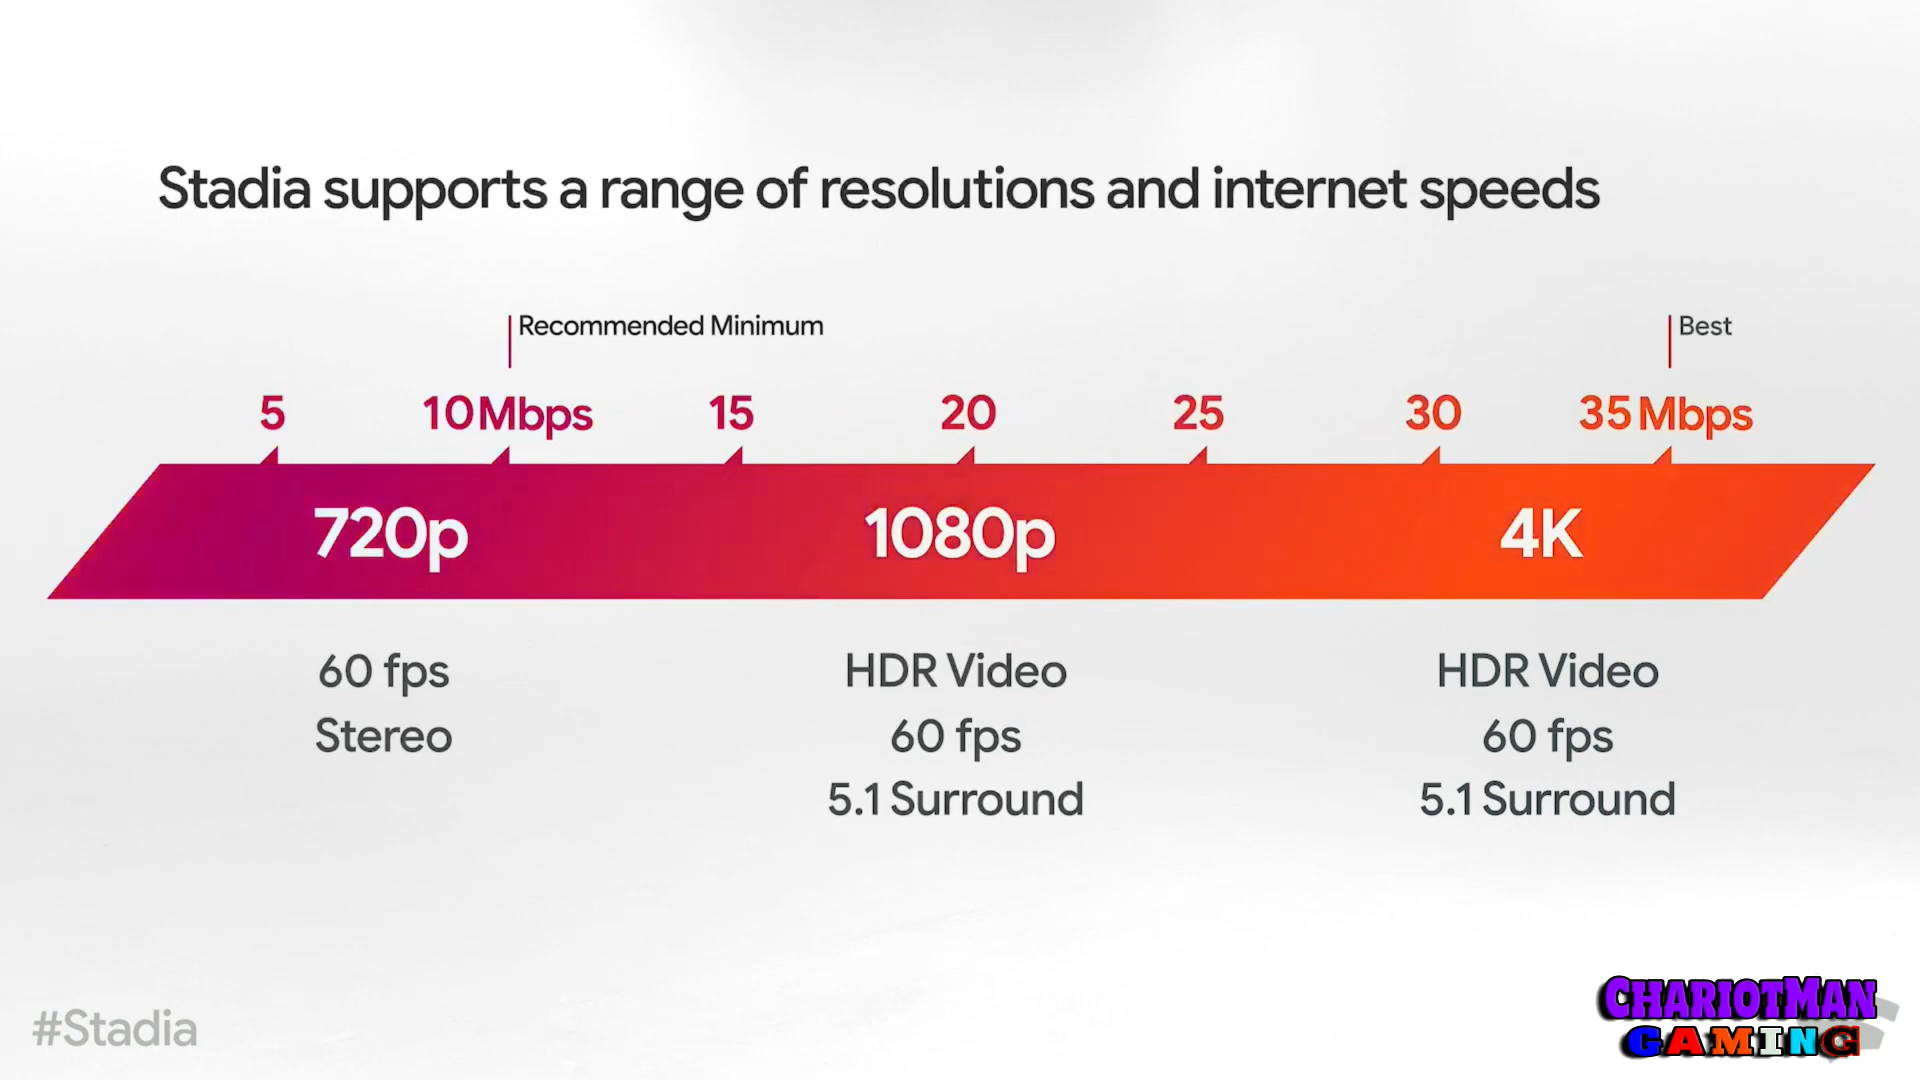 Stadia supports a range of resolutions and internet speeds
Recommended Minimum
Best
5
10 Mbps
15
20
25
30
35 Mbps
720p
1080p
4K
60 fps
Stereo
HDR Video
60 fps
5.1 Surround
HDR Video
60 fps
5.1 Surround
#Stadia
CHARIOTMAN
GAMING